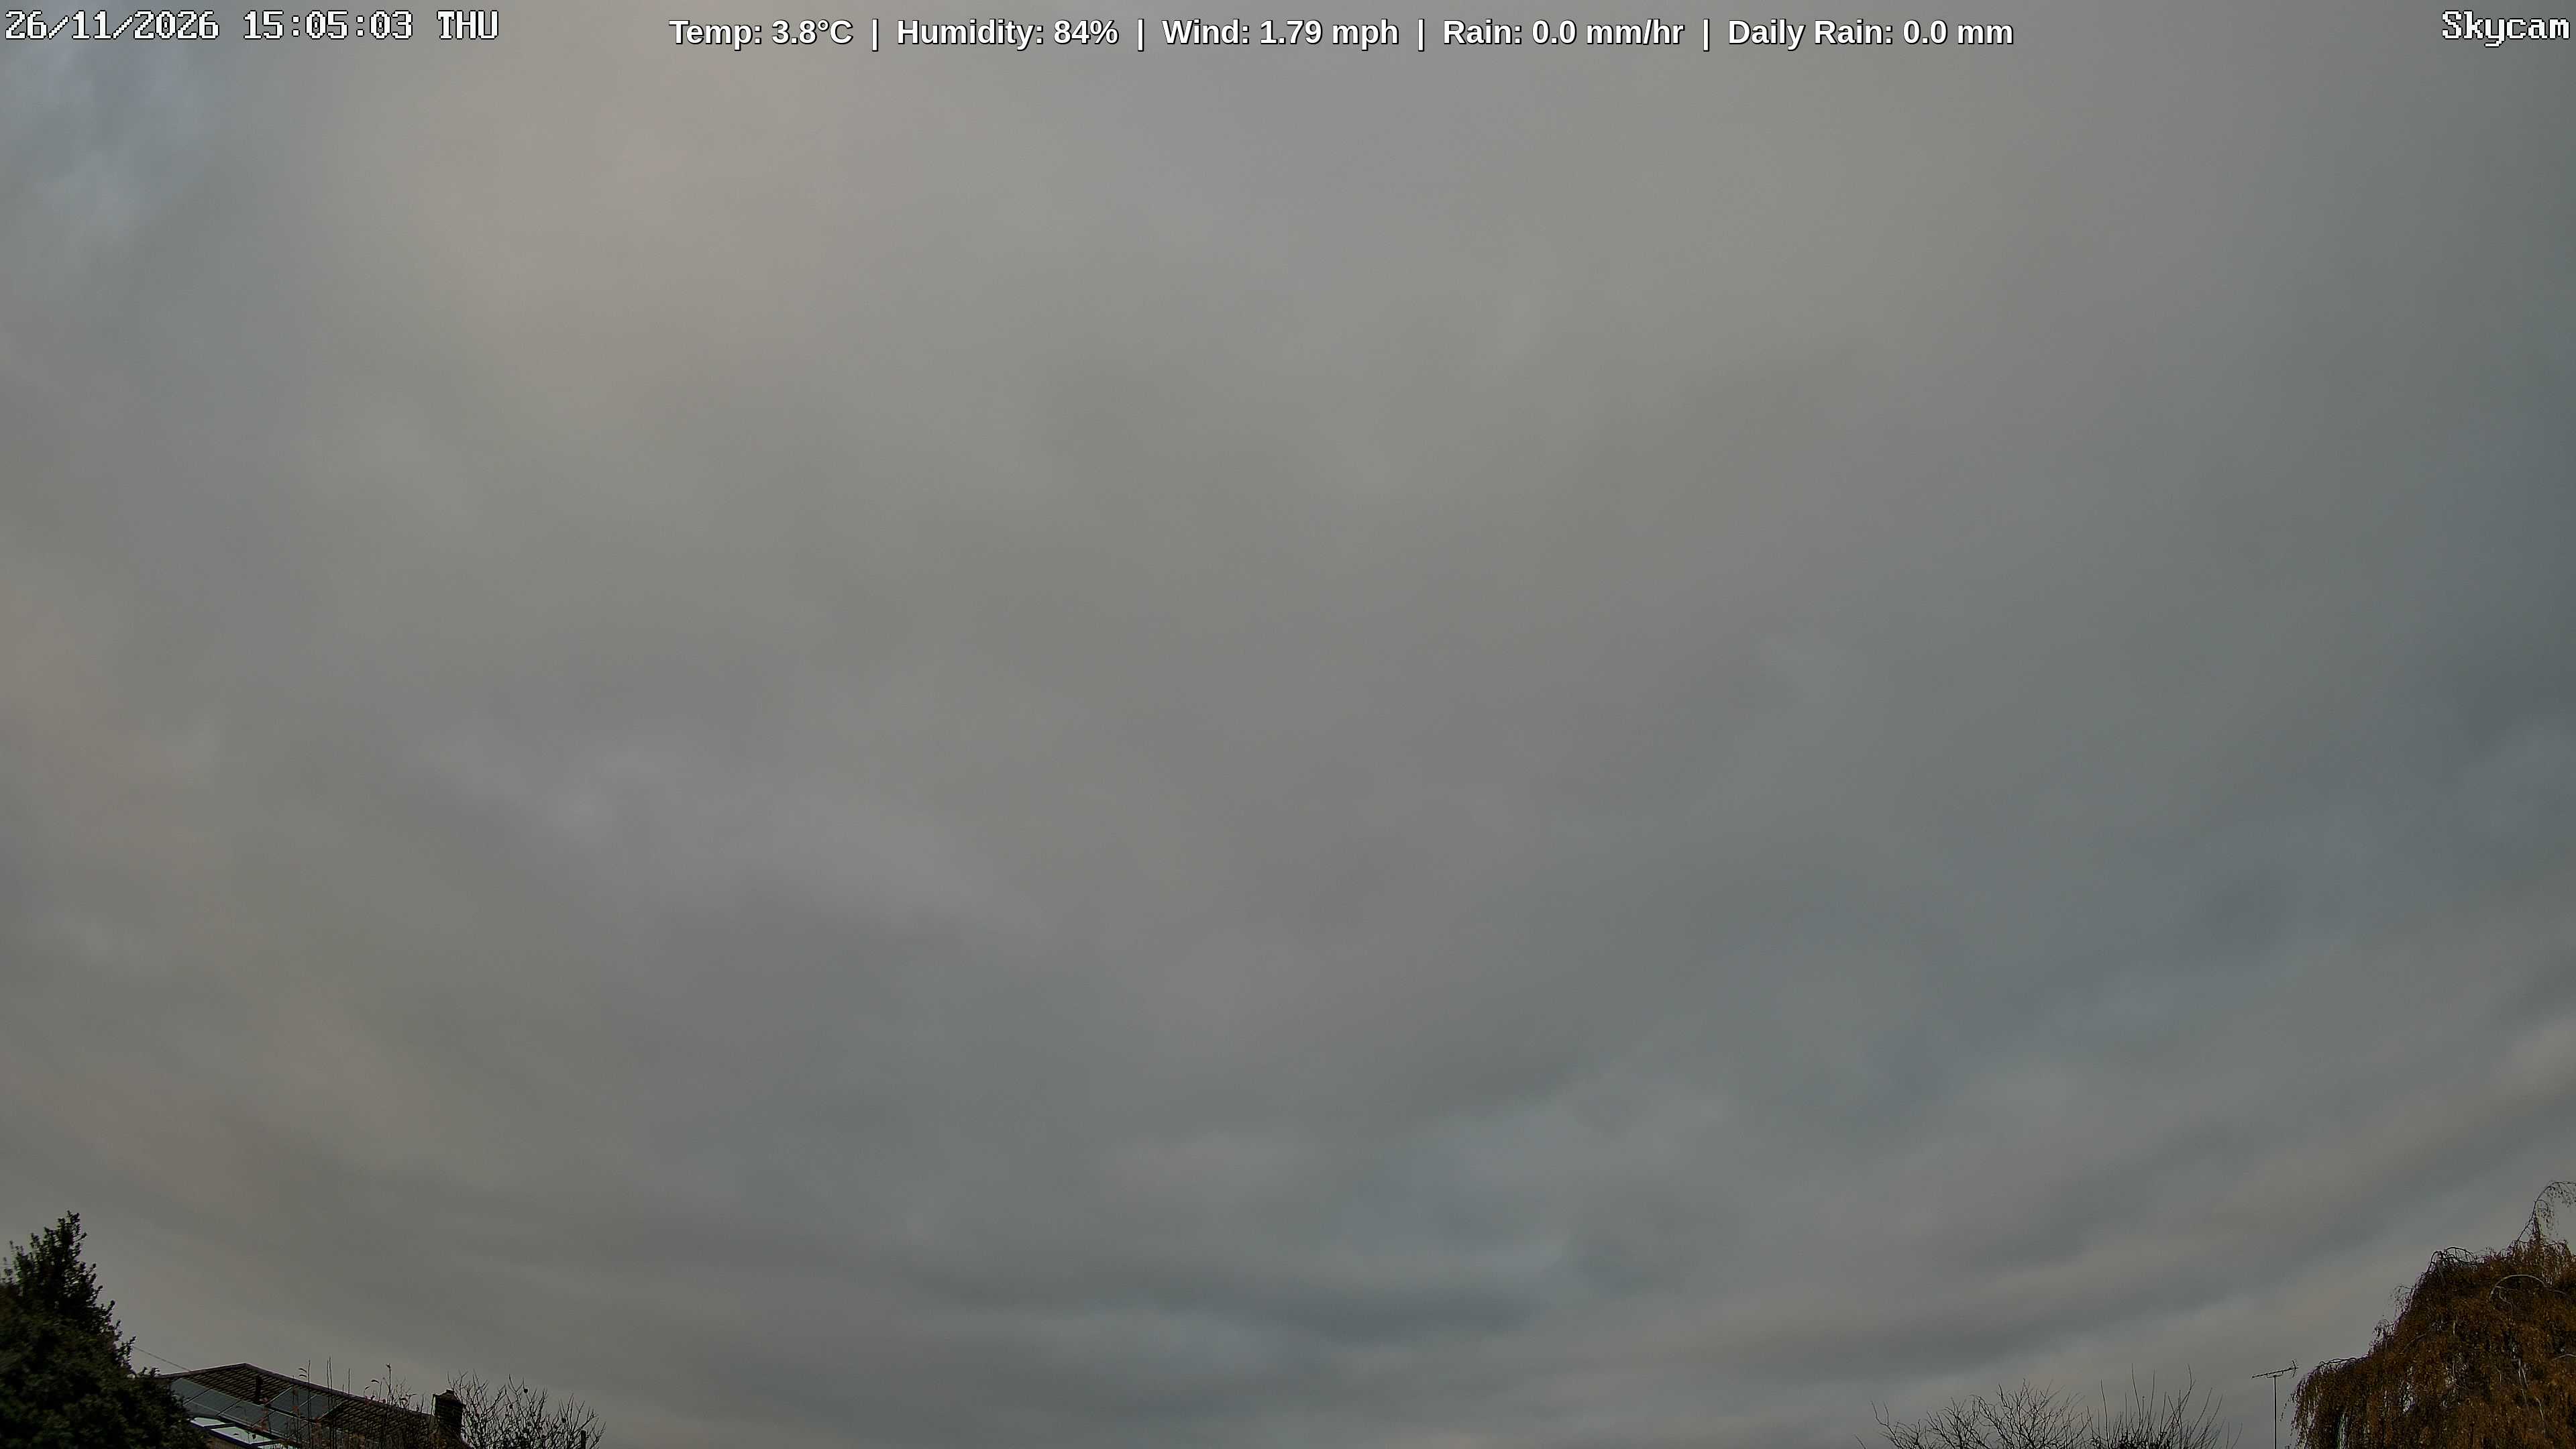 26/11/2026 15:05:03 THU
Temp: 3.8°C | Humidity: 84% | Wind: 1.79 mph | Rain: 0.0 mm/hr | Daily Rain: 0.0 mm
Skycam